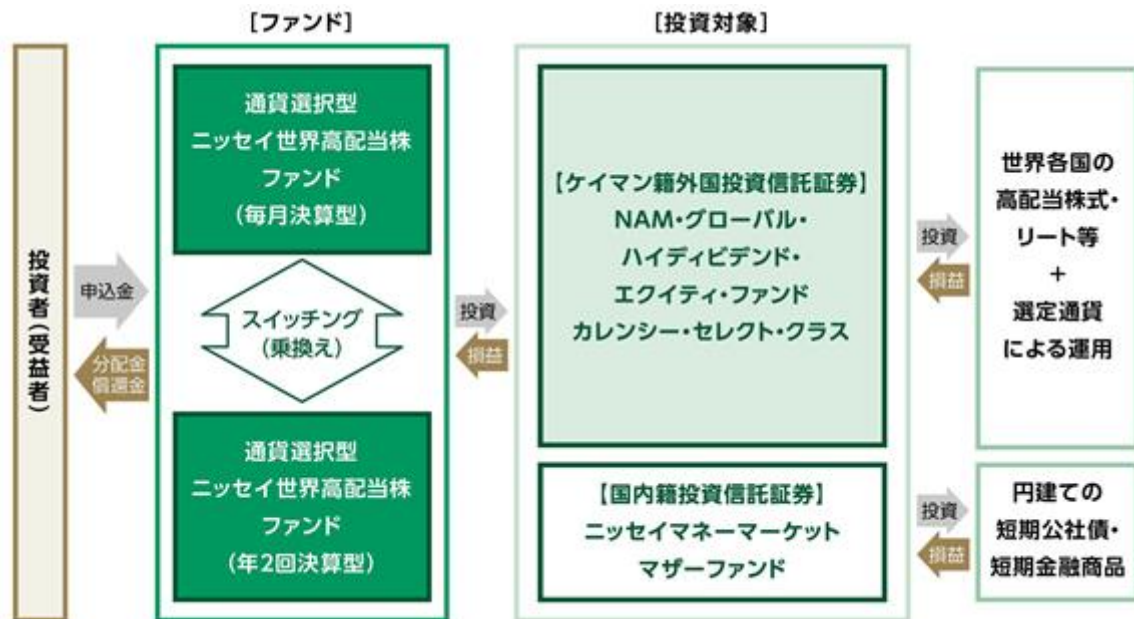 ［ファンド］
［投資対象］
投資者（受益者）
申込金
分配金
償還金
通貨選択型
ニッセイ世界高配当株
ファンド
（毎月決算型）
スイッチング
（乗換え）
通貨選択型
ニッセイ世界高配当株
ファンド
（年2回決算型）
投資
損益
【ケイマン籍外国投資信託証券】
NAM・グローバル・
ハイディビデンド・
エクイティ・ファンド
カレンシー・セレクト・クラス
【国内籍投資信託証券】
ニッセイマネーマーケット
マザーファンド
投資
損益
世界各国の
高配当株式・
リート等
+
選定通貨
による運用
投資
損益
円建ての
短期公社債・
短期金融商品